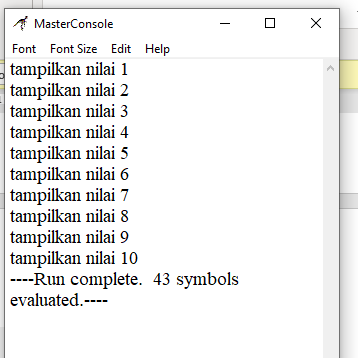 MasterConsole
Font Font Size Edit Help
tampilkan nilai 1
tampilkan nilai 2
tampilkan nilai 3
tampilkan nilai 4
tampilkan nilai 5
tampilkan nilai 6
tampilkan nilai 7
tampilkan nilai 8
tampilkan nilai 9
tampilkan nilai 10
----Run complete.  43 symbols
evaluated.----